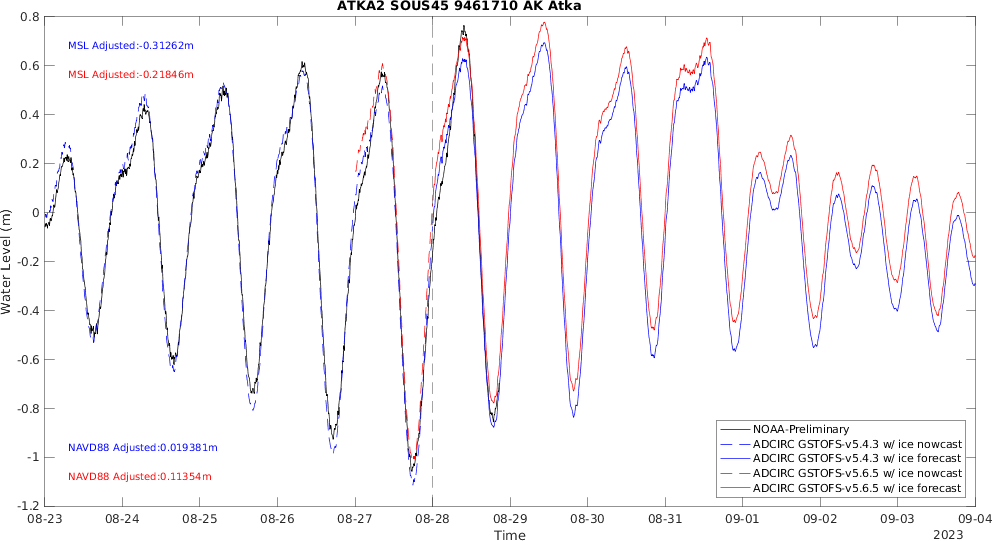 ATKA2 SOUS45 9461710 AK Atka
MSL Adjusted:-0.31262m
MSL Adjusted:-0.21846m
NAVD88 Adjusted:0.019381m
NAVD88 Adjusted:0.11354m
Water Level (m)
0.8
0.6
0.4
0.2
0
-0.2
-0.4
-0.6
-0.8
-1
-1.2
NOAA-Preliminary
ADCIRC GSTOFS-v5.4.3 w/ ice nowcast
ADCIRC GSTOFS-v5.4.3 w/ ice forecast
ADCIRC GSTOFS-v5.6.5 w/ ice nowcast
ADCIRC GSTOFS-v5.6.5 w/ ice forecast
08-23 08-24 08-25 08-26 08-27 08-28 08-29 08-30 08-31 09-01 09-02 09-03 09-04
Time
2023